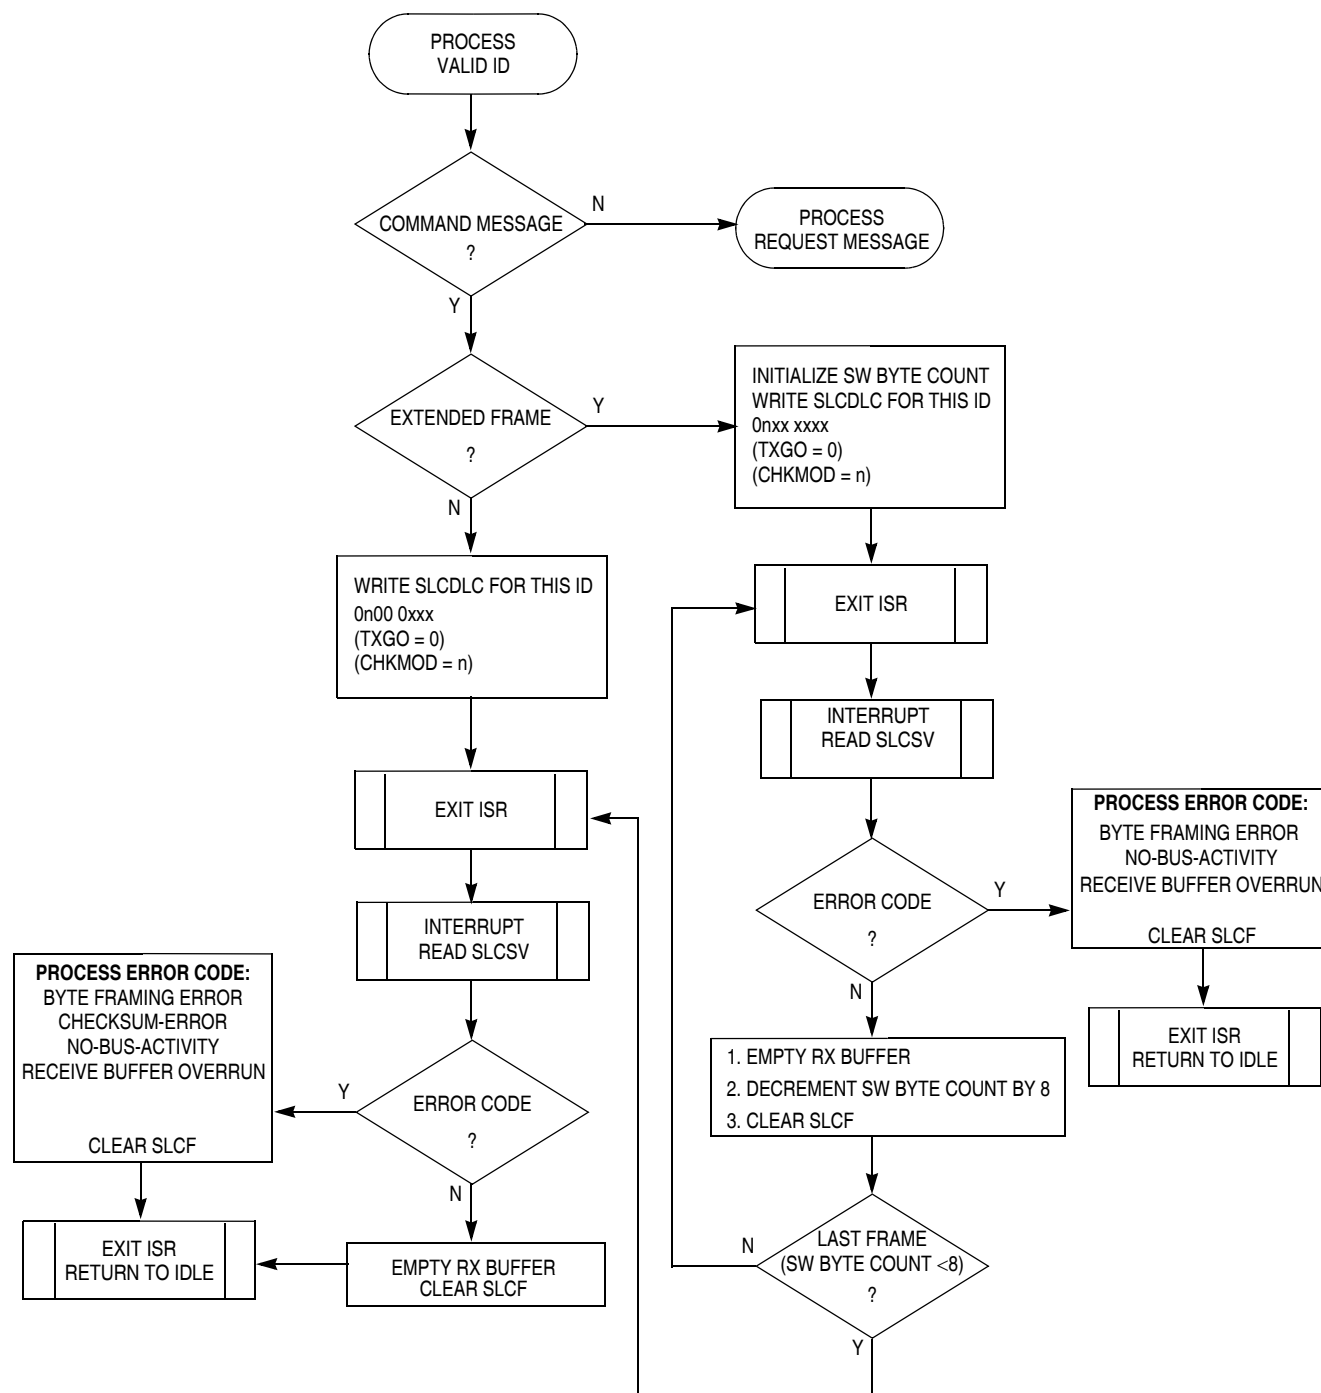 PROCESS
VALID ID
COMMAND MESSAGE
?
N
PROCESS
REQUEST MESSAGE
Y
EXTENDED FRAME
?
Y
INITIALIZE SW BYTE COUNT
WRITE SLCDLC FOR THIS ID
0nxx xxxx
(TXGO = 0)
(CHKMOD = n)
N
WRITE SLCDLC FOR THIS ID
0n00 0xxx
(TXGO = 0)
(CHKMOD = n)
EXIT ISR
INTERRUPT
READ SLCSV
EXIT ISR
INTERRUPT
READ SLCSV
ERROR CODE
?
Y
PROCESS ERROR CODE:
BYTE FRAMING ERROR
NO-BUS-ACTIVITY
RECEIVE BUFFER OVERRUN
CLEAR SLCF
EXIT ISR
RETURN TO IDLE
N
1. EMPTY RX BUFFER
2. DECREMENT SW BYTE COUNT BY 8
3. CLEAR SLCF
PROCESS ERROR CODE:
BYTE FRAMING ERROR
CHECKSUM-ERROR
NO-BUS-ACTIVITY
RECEIVE BUFFER OVERRUN
CLEAR SLCF
Y
ERROR CODE
?
N
EXIT ISR
RETURN TO IDLE
EMPTY RX BUFFER
CLEAR SLCF
N
LAST FRAME
(SW BYTE COUNT <8)
?
Y